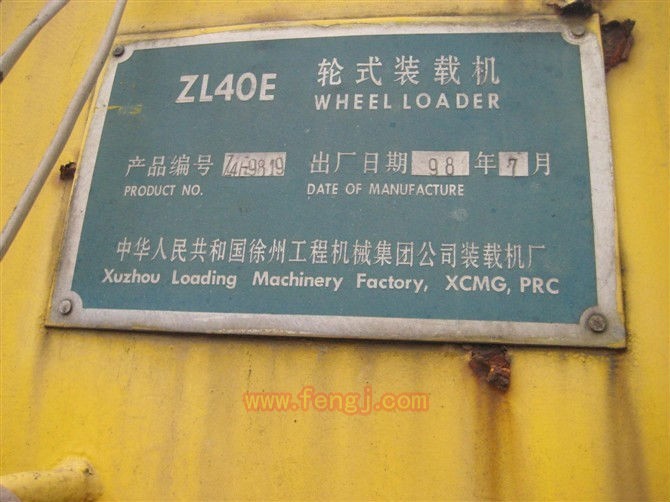 ZL40E 轮式装载机
WHEEL LOADER
产品编号 出厂日期 98 年 7 月
PRODUCT NO. DATE OF MANUFACTURE
中华人民共和国徐州工程机械集团公司装载机厂
Xuzhou Loading Machinery Factory, XCMG, PRC
www.fengj.com